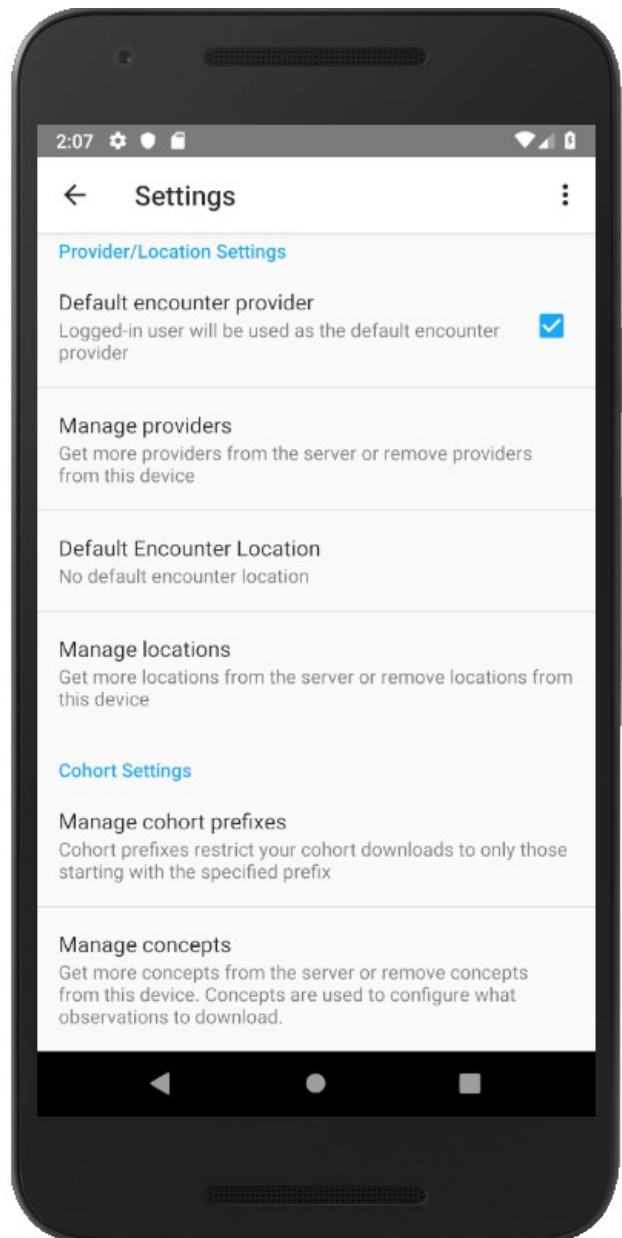 2:07
Settings
Provider/Location Settings
Default encounter provider
Logged-in user will be used as the default encounter
provider
Manage providers
Get more providers from the server or remove providers
from this device
Default Encounter Location
No default encounter location
Manage locations
Get more locations from the server or remove locations from
this device
Cohort Settings
Manage cohort prefixes
Cohort prefixes restrict your cohort downloads to only those
starting with the specified prefix
Manage concepts
Get more concepts from the server or remove concepts
from this device. Concepts are used to configure what
observations to download.